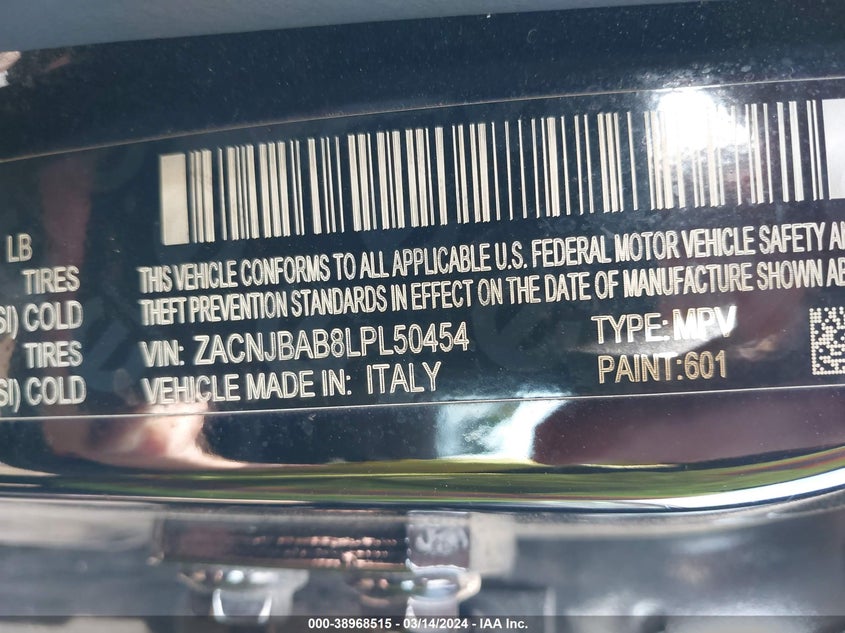 LB
TIRES
SI) COLD
TIRES
SI) COLD
THIS VEHICLE CONFORMS TO ALL APPLICABLE U.S. FEDERAL MOTOR VEHICLE SAFETY AN
THEFT PREVENTION STANDARDS IN EFFECT ON THE DATE OF MANUFACTURE SHOWN AB
VIN: ZACNJBAB8LPL50454 TYPE: MPV
VEHICLE MADE IN: ITALY PAINT:601
000-38968515 — 03/14/2024 — IAA Inc.